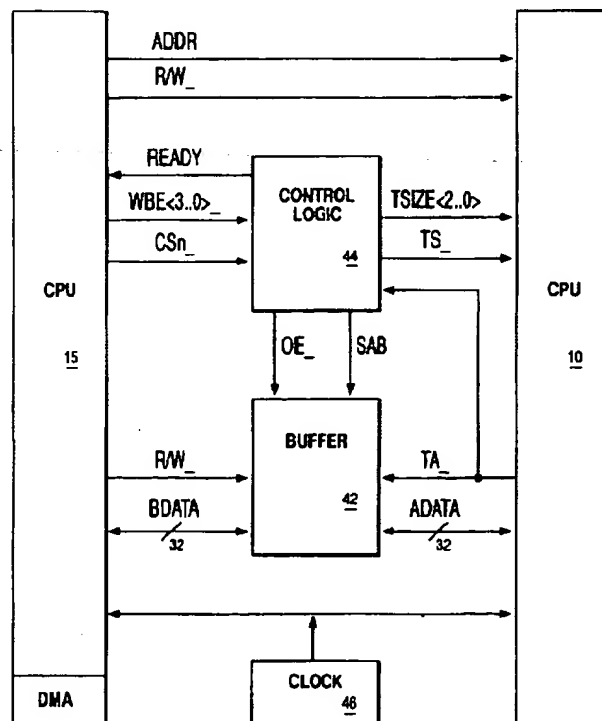 ADDR
R/W_
READY
WBE<3..0>_
CSn_
CONTROL
LOGIC
44
TSIZE<2..0>
TS_
CPU
15
CPU
10
OE_
SAB
BUFFER
42
R/W_
BDATA
32
TA_
ADATA
32
CLOCK
46
DMA